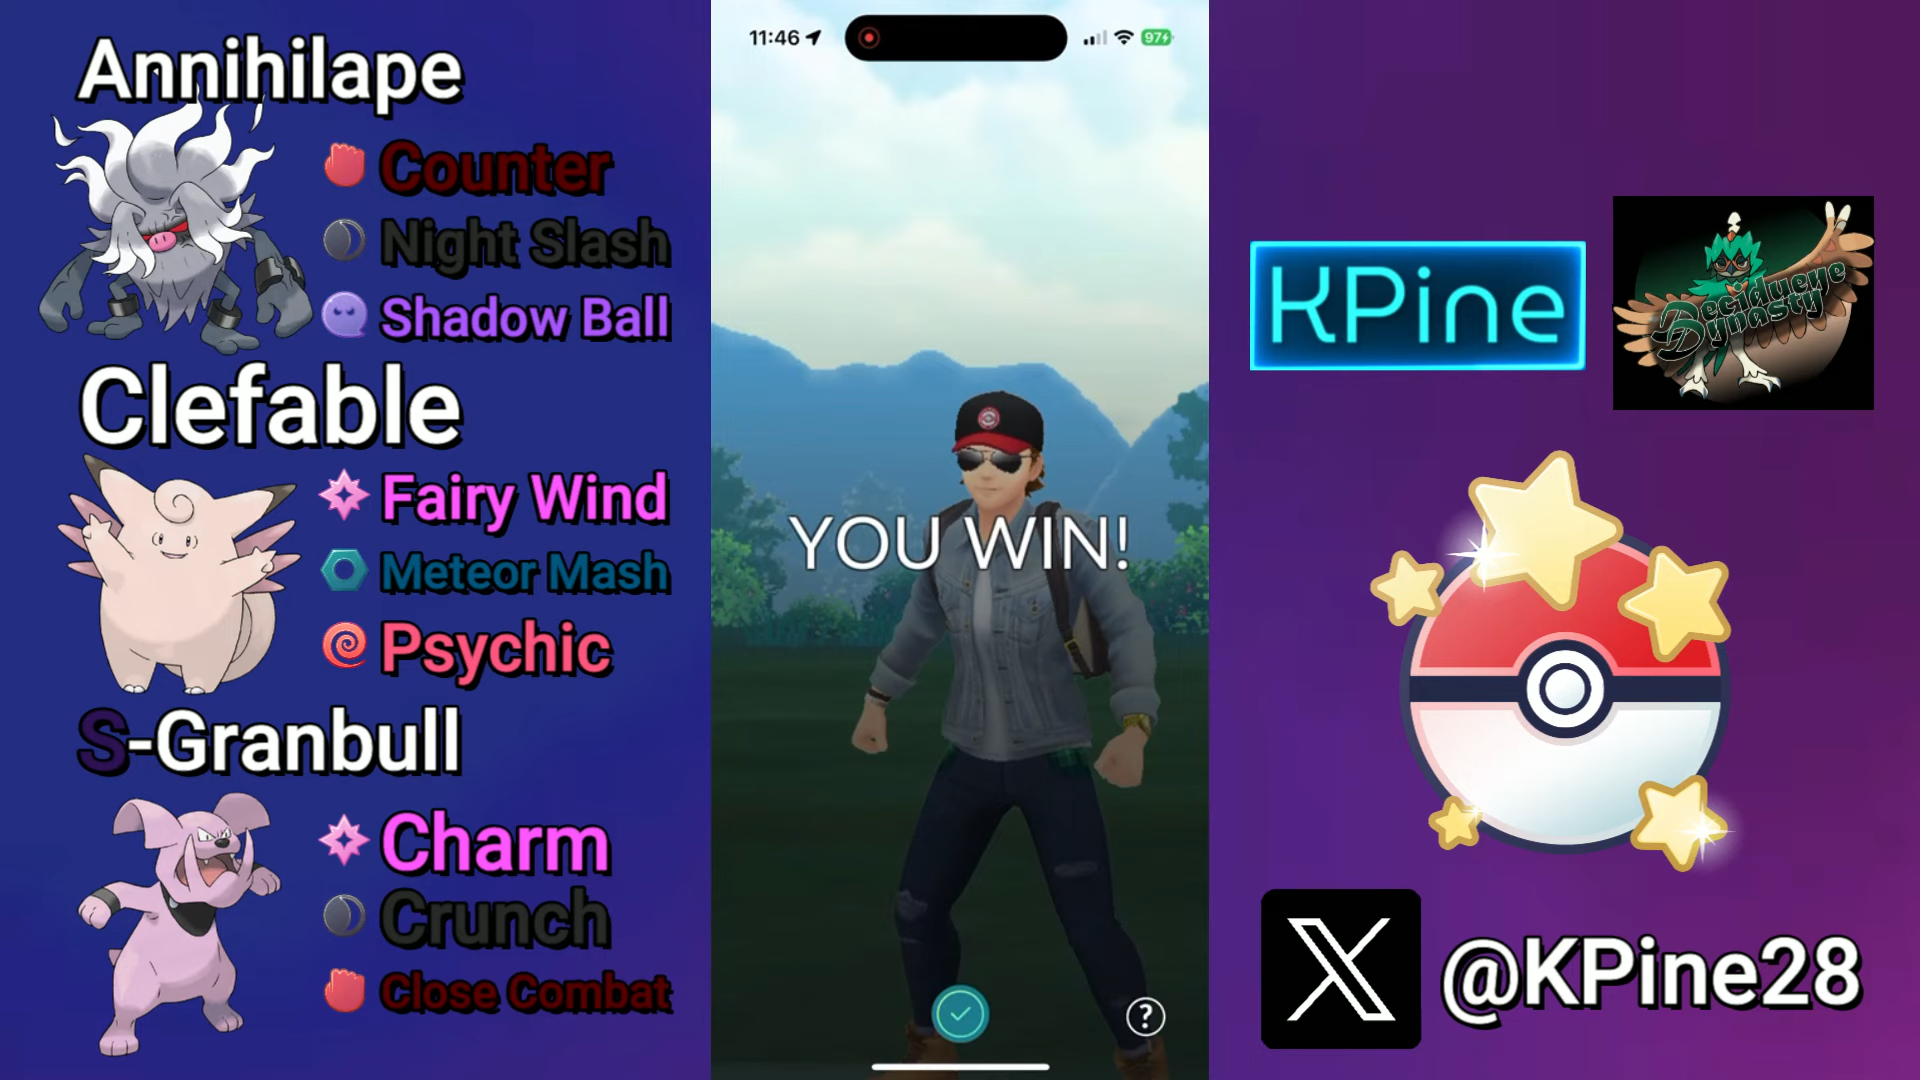 Annihilape
Counter
Night Slash
Shadow Ball
Clefable
Fairy Wind
Meteor Mash
Psychic
S-Granbull
Charm
Crunch
Close Combat
11:46
97
YOU WIN!
?
KPine
Decidueye
Dynasty
X
@KPine28